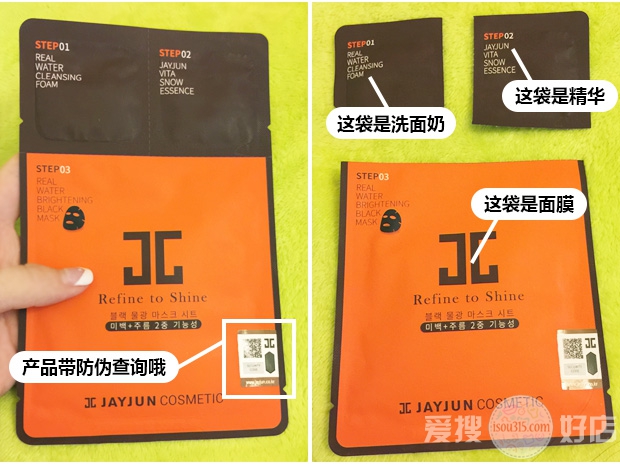 STEP01
REAL
WATER
CLEANSING
FOAM
STEP02
JAYJUN
VITA
SNOW
ESSENCE
STEP03
REAL
WATER
BRIGHTENING
BLACK
MASK
Refine to Shine
블랙 물광 마스크 시트
미백+주름 2중 기능성
产品带防伪查询哦
www.jayjun.co.kr
JAYJUN COSMETIC
STEP01
REAL
WATER
CLEANSING
FOAM
这袋是洗面奶
STEP02
JAYJUN
VITA
SNOW
ESSENCE
这袋是精华
STEP03
REAL
WATER
BRIGHTENING
BLACK
MASK
这袋是面膜
Refine to Shine
블랙 물광 마스크 시트
미백+주름 2중 기능성
JAYJUN COSMETIC
爱搜好店
isou315.com